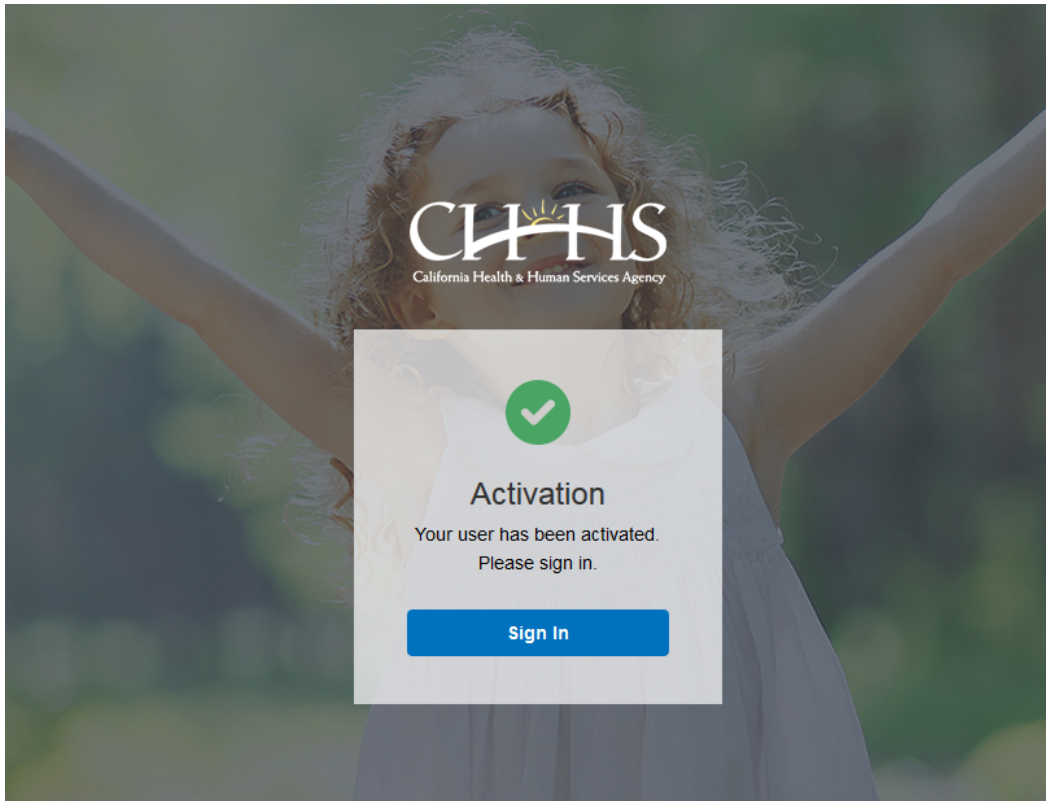 CHHS
California Health & Human Services Agency
Activation
Your user has been activated.
Please sign in.
Sign In